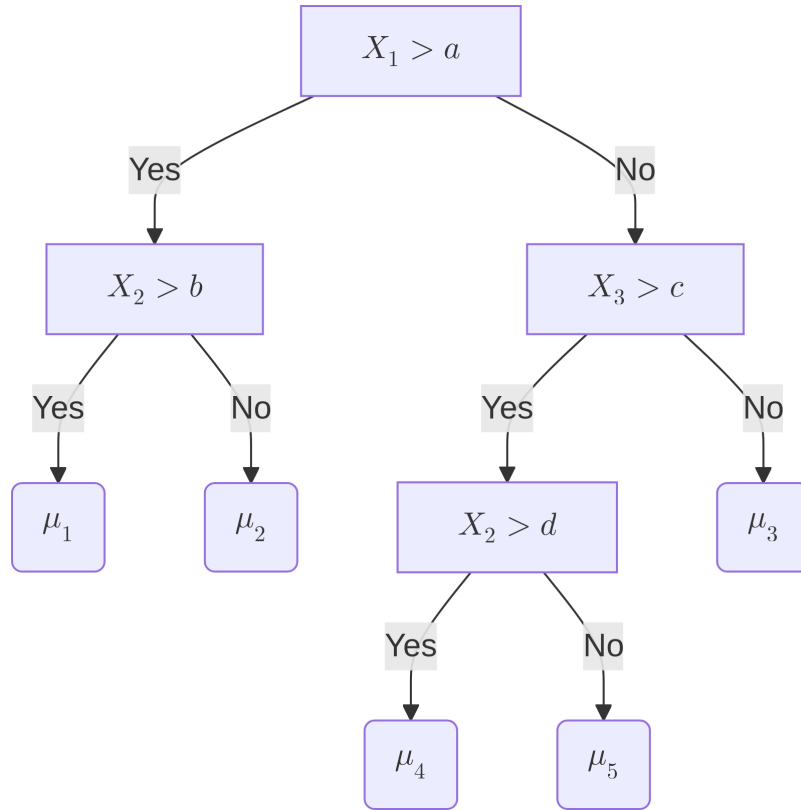 X₁ > a
Yes
No
X₂ > b
X₃ > c
Yes
No
Yes
No
μ₁
μ₂
X₂ > d
μ₃
Yes
No
μ₄
μ₅